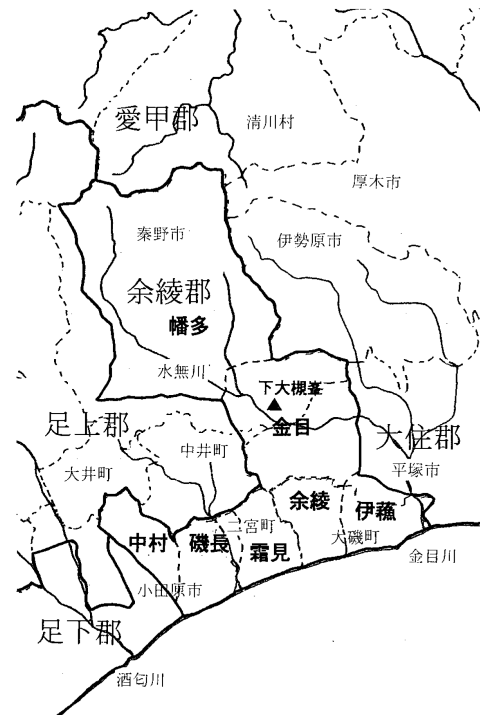 愛甲郡
清川村
厚木市
秦野市
伊勢原市
余綾郡
幡多
水無川
下大槻峯
金目
足上郡
中井町
大住郡
大井町
平塚市
余綾
伊蘓
中村
磯長
二宮町
霜見
大磯町
金目川
小田原市
足下郡
酒匂川